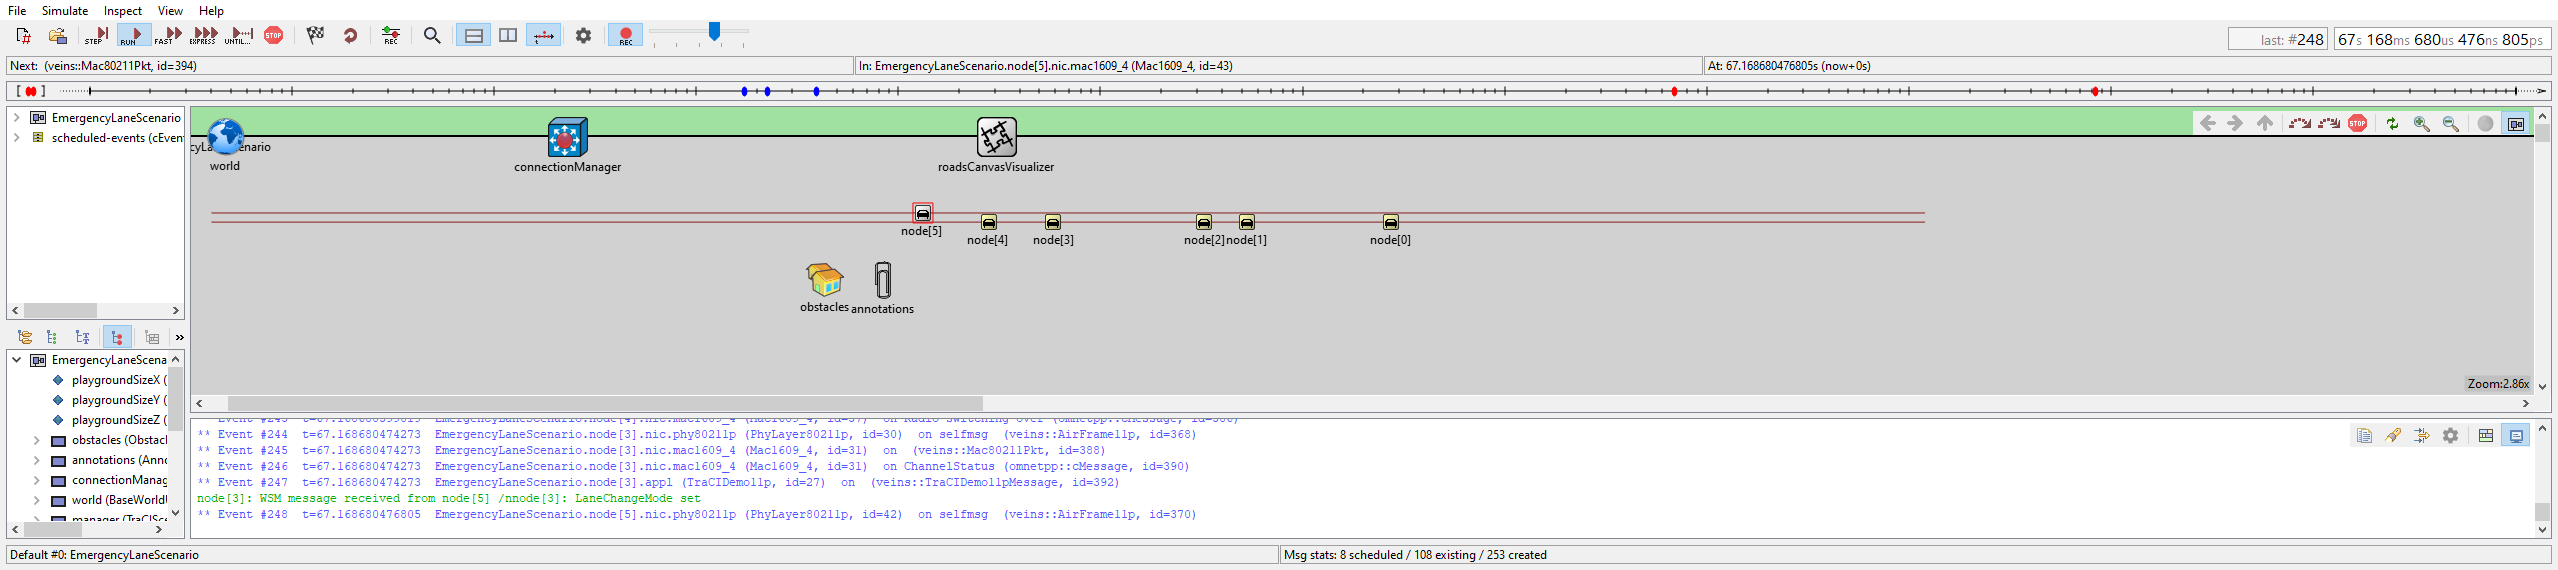 File Simulate Inspect View Help
STEP RUN FAST EXPRESS UNTIL... STOP REC REC
last: #248 67s 168ms 680us 476ns 805ps
Next: (veins::Mac80211Pkt, id=394) In: EmergencyLaneScenario.node[5].nic.mac1609_4 (Mac1609_4, id=43) At: 67.168680476805s (now+0s)
EmergencyLaneScenario
scheduled-events (cEven
STOP
world
connectionManager
roadsCanvasVisualizer
node[5]
node[4] node[3] node[2] node[1] node[0]
obstacles annotations
Zoom:2.86x
EmergencyLaneScena
playgroundSizeX (
playgroundSizeY (
playgroundSizeZ (
obstacles (Obstacl
annotations (Anno
connectionManag
world (BaseWorldU
manager (TraCISce
** Event #244 t=67.168680474273 EmergencyLaneScenario.node[3].nic.phy80211p (PhyLayer80211p, id=30) on selfmsg (veins::AirFrame11p, id=368)
** Event #245 t=67.168680474273 EmergencyLaneScenario.node[3].nic.mac1609_4 (Mac1609_4, id=31) on (veins::Mac80211Pkt, id=388)
** Event #246 t=67.168680474273 EmergencyLaneScenario.node[3].nic.mac1609_4 (Mac1609_4, id=31) on ChannelStatus (omnetpp::cMessage, id=390)
** Event #247 t=67.168680474273 EmergencyLaneScenario.node[3].appl (TraCIDemo11p, id=27) on (veins::TraCIDemo11pMessage, id=392)
node[3]: WSM message received from node[5] /nnode[3]: LaneChangeMode set
** Event #248 t=67.168680476805 EmergencyLaneScenario.node[5].nic.phy80211p (PhyLayer80211p, id=42) on selfmsg (veins::AirFrame11p, id=370)
Default #0: EmergencyLaneScenario Msg stats: 8 scheduled / 108 existing / 253 created